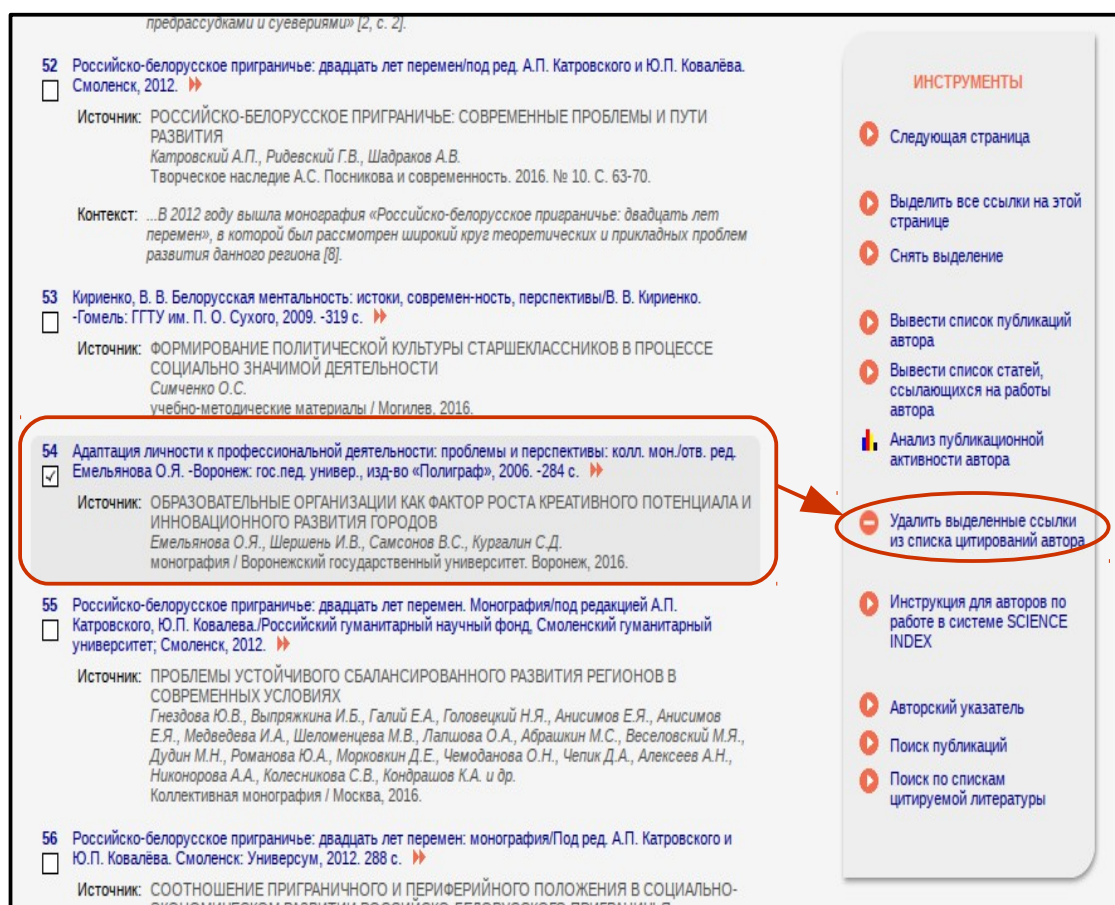 предрассудками и суевериями» [2, с. 2].
52 Российско-белорусское приграничье: двадцать лет перемен/под ред. А.П. Катровского и Ю.П. Ковалёва.
Смоленск, 2012.
Источник: РОССИЙСКО-БЕЛОРУССКОЕ ПРИГРАНИЧЬЕ: СОВРЕМЕННЫЕ ПРОБЛЕМЫ И ПУТИ
РАЗВИТИЯ
Катровский А.П., Ридевский Г.В., Шадраков А.В.
Творческое наследие А.С. Посникова и современность. 2016. № 10. С. 63-70.
Контекст: ...В 2012 году вышла монография «Российско-белорусское приграничье: двадцать лет
перемен», в которой был рассмотрен широкий круг теоретических и прикладных проблем
развития данного региона [8].
53 Кириенко, В. В. Белорусская ментальность: истоки, современ-ность, перспективы/В. В. Кириенко.
-Гомель: ГГТУ им. П. О. Сухого, 2009. -319 с.
Источник: ФОРМИРОВАНИЕ ПОЛИТИЧЕСКОЙ КУЛЬТУРЫ СТАРШЕКЛАССНИКОВ В ПРОЦЕССЕ
СОЦИАЛЬНО ЗНАЧИМОЙ ДЕЯТЕЛЬНОСТИ
Симченко О.С.
учебно-методические материалы / Могилев, 2016.
54 Адаптация личности к профессиональной деятельности: проблемы и перспективы: колл. мон./отв. ред.
Емельянова О.Я. -Воронеж: гос.пед. универ., изд-во «Полиграф», 2006. -284 с.
Источник: ОБРАЗОВАТЕЛЬНЫЕ ОРГАНИЗАЦИИ КАК ФАКТОР РОСТА КРЕАТИВНОГО ПОТЕНЦИАЛА И
ИННОВАЦИОННОГО РАЗВИТИЯ ГОРОДОВ
Емельянова О.Я., Шершень И.В., Самсонов В.С., Кургалин С.Д.
монография / Воронежский государственный университет. Воронеж, 2016.
55 Российско-белорусское приграничье: двадцать лет перемен. Монография/под редакцией А.П.
Катровского, Ю.П. Ковалева./Российский гуманитарный научный фонд, Смоленский гуманитарный
университет; Смоленск, 2012.
Источник: ПРОБЛЕМЫ УСТОЙЧИВОГО СБАЛАНСИРОВАННОГО РАЗВИТИЯ РЕГИОНОВ В
СОВРЕМЕННЫХ УСЛОВИЯХ
Гнездова Ю.В., Выпряжкина И.Б., Галий Е.А., Головецкий Н.Я., Анисимов Е.Я., Анисимов
Е.Я., Медведева И.А., Шеломенцева М.В., Лапшова О.А., Абрашкин М.С., Веселовский М.Я.,
Дудин М.Н., Романова Ю.А., Морковкин Д.Е., Чемоданова О.Н., Чепик Д.А., Алексеев А.Н.,
Никонорова А.А., Колесникова С.В., Кондрашов К.А. и др.
Коллективная монография / Москва, 2016.
56 Российско-белорусское приграничье: двадцать лет перемен: монография/Под ред. А.П. Катровского и
Ю.П. Ковалёва. Смоленск: Универсум, 2012. 288 с.
Источник: СООТНОШЕНИЕ ПРИГРАНИЧНОГО И ПЕРИФЕРИЙНОГО ПОЛОЖЕНИЯ В СОЦИАЛЬНО-
ЭКОНОМИЧЕСКОМ РАЗВИТИИ РОССИЙСКО-БЕЛОРУССКОГО ПРИГРАНИЧЬЯ
ИНСТРУМЕНТЫ
Следующая страница
Выделить все ссылки на этой
странице
Снять выделение
Вывести список публикаций
автора
Вывести список статей,
ссылающихся на работы
автора
Анализ публикационной
активности автора
Удалить выделенные ссылки
из списка цитирований автора
Инструкция для авторов по
работе в системе SCIENCE
INDEX
Авторский указатель
Поиск публикаций
Поиск по спискам
цитируемой литературы